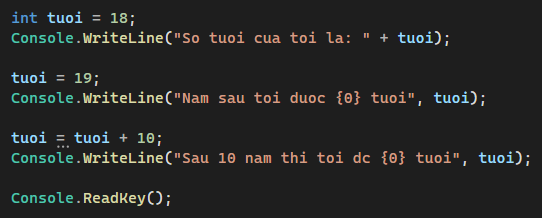 int tuoi = 18;
Console.WriteLine("So tuoi cua toi la: " + tuoi);
tuoi = 19;
Console.WriteLine("Nam sau toi duoc {0} tuoi", tuoi);
tuoi = tuoi + 10;
Console.WriteLine("Sau 10 nam thi toi dc {0} tuoi", tuoi);
Console.ReadKey();